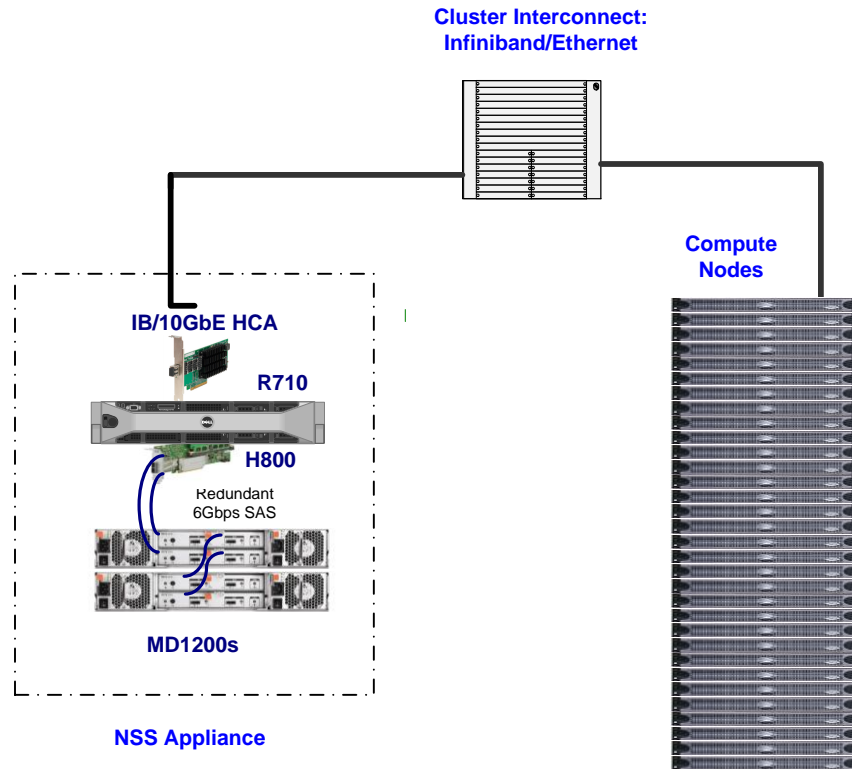 Cluster Interconnect:
Infiniband/Ethernet
Compute
Nodes
IB/10GbE HCA
R710
H800
Redundant
6Gbps SAS
MD1200s
NSS Appliance